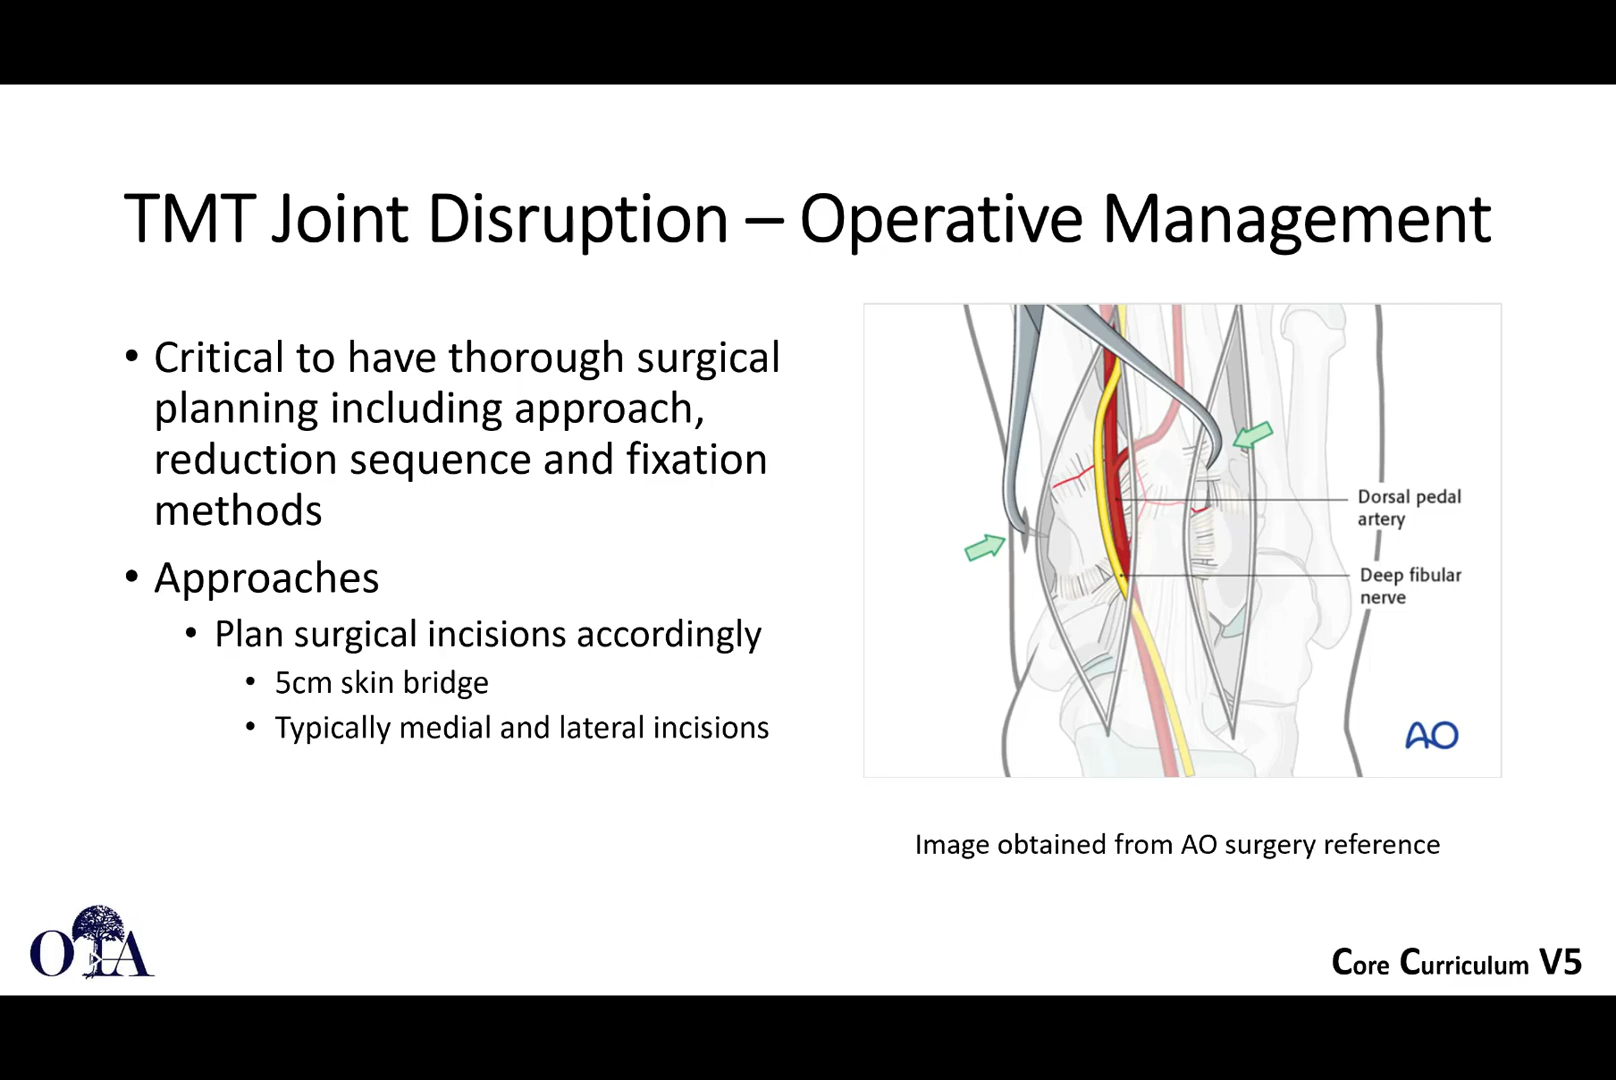 TMT Joint Disruption – Operative Management
• Critical to have thorough surgical
planning including approach,
reduction sequence and fixation
methods
• Approaches
• Plan surgical incisions accordingly
• 5cm skin bridge
• Typically medial and lateral incisions
Dorsal pedal
artery
Deep fibular
nerve
AO
Image obtained from AO surgery reference
OTA
Core Curriculum V5